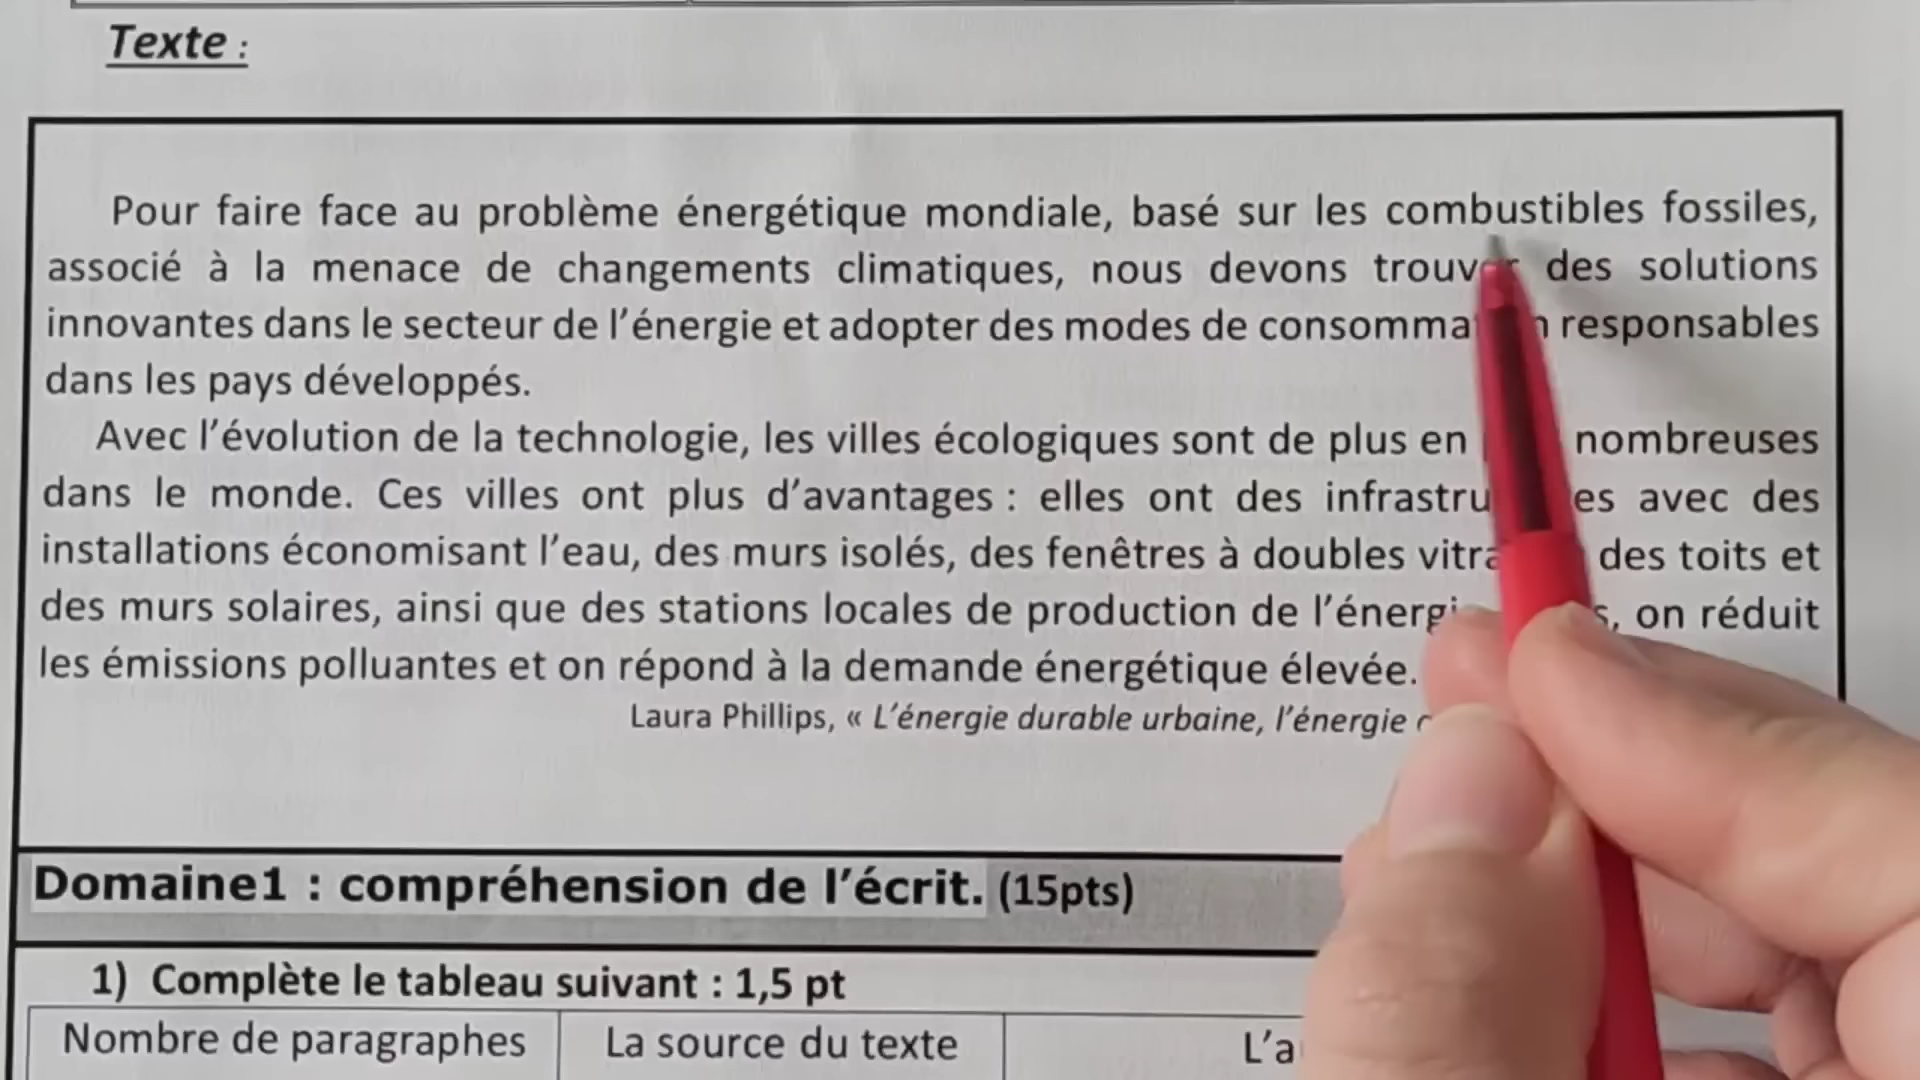 Texte :
Pour faire face au problème énergétique mondiale, basé sur les combustibles fossiles,
associé à la menace de changements climatiques, nous devons trouver des solutions
innovantes dans le secteur de l'énergie et adopter des modes de consommation responsables
dans les pays développés.
Avec l'évolution de la technologie, les villes écologiques sont de plus en nombreuses
dans le monde. Ces villes ont plus d'avantages : elles ont des avec des
installations économisant l'eau, des murs isolés, des fenêtres à doubles des toits et
des murs solaires, ainsi que des stations locales de production de on réduit
les émissions polluantes et on répond à la demande énergétique élevée.
Laura Phillips, « L'énergie durable urbaine, l'énergie
Domaine1 : compréhension de l'écrit. (15pts)
1) Complète le tableau suivant : 1,5 pt
Nombre de paragraphes La source du texte